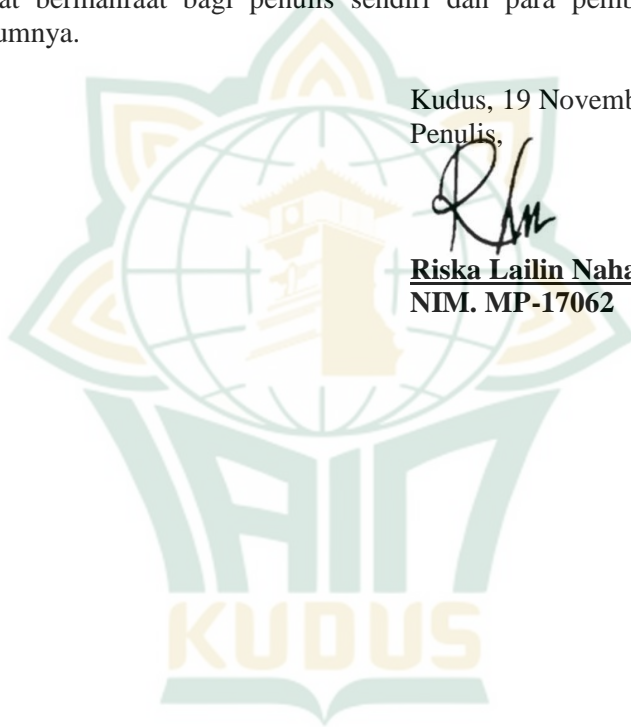 at bermanfaat bagi penulis sendiri dan para pemb
umnya.
Kudus, 19 Novemb
Penulis,
Riska Lailin Naha
NIM. MP-17062
IAIN
KUDUS